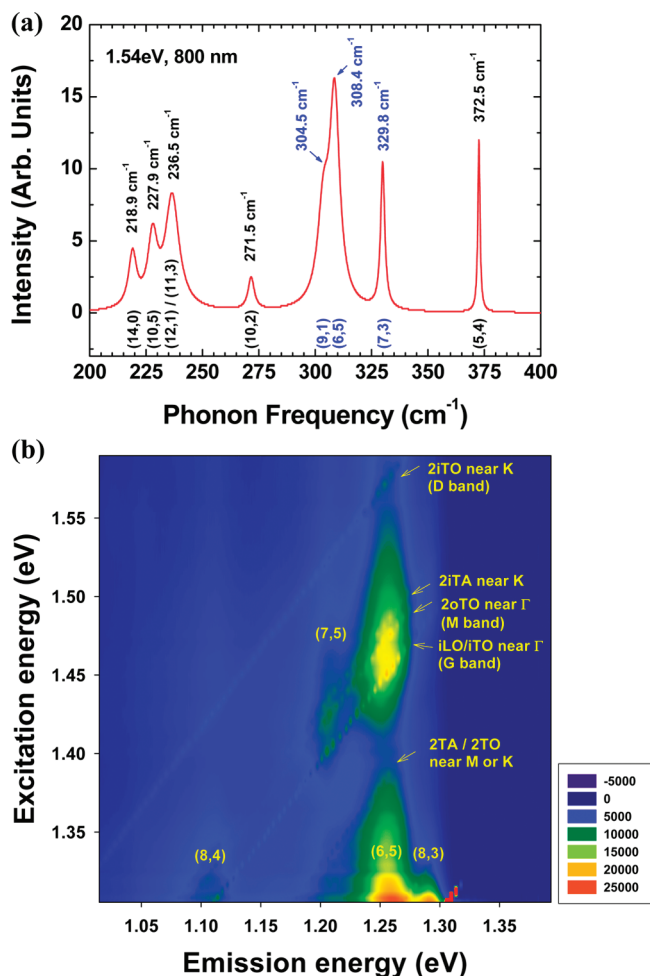 (a)
1.54eV, 800 nm
218.9 cm⁻¹
227.9 cm⁻¹
236.5 cm⁻¹
271.5 cm⁻¹
304.5 cm⁻¹
308.4 cm⁻¹
329.8 cm⁻¹
372.5 cm⁻¹
(14,0)
(10,5)
(12,1) / (11,3)
(10,2)
(9,1)
(6,5)
(7,3)
(5,4)
20
15
10
5
0
Intensity (Arb. Units)
200 225 250 275 300 325 350 375 400
Phonon Frequency (cm⁻¹)
(b)
2iTO near K
(D band)
2iTA near K
2oTO near Γ
(M band)
iLO/iTO near Γ
(G band)
(7,5)
2TA / 2TO
near M or K
(8,4)
(6,5)
(8,3)
1.55
1.50
1.45
1.40
1.35
Excitation energy (eV)
1.05 1.10 1.15 1.20 1.25 1.30 1.35
Emission energy (eV)
-5000
0
5000
10000
15000
20000
25000